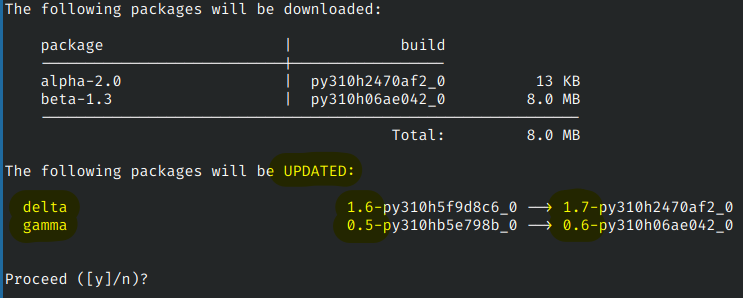 The following packages will be downloaded:
package | build
alpha-2.0 | py310h2470af2_0 13 KB
beta-1.3 | py310h06ae042_0 8.0 MB
Total: 8.0 MB
The following packages will be UPDATED:
delta 1.6-py310h5f9d8c6_0 --> 1.7-py310h2470af2_0
gamma 0.5-py310hb5e798b_0 --> 0.6-py310h06ae042_0
Proceed ([y]/n)?